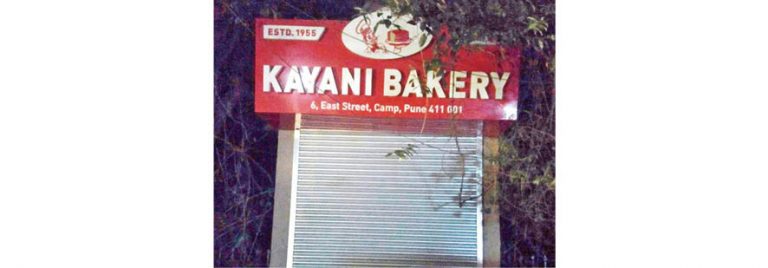 ESTD. 1955
KAYANI BAKERY
6, East Street, Camp, Pune 411 001